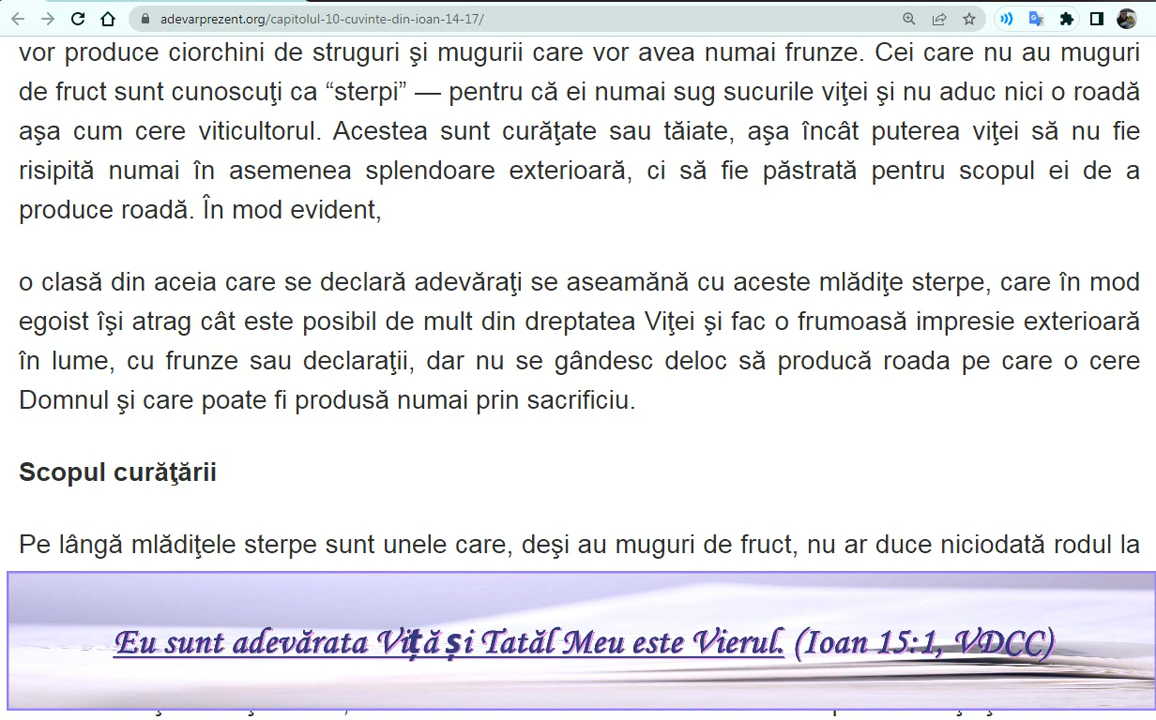 adevarprezent.org/capitolul-10-cuvinte-din-ioan-14-17/
vor produce ciorchini de struguri şi mugurii care vor avea numai frunze. Cei care nu au muguri
de fruct sunt cunoscuţi ca “sterpi” — pentru că ei numai sug sucurile viţei şi nu aduc nici o roadă
aşa cum cere viticultorul. Acestea sunt curăţate sau tăiate, aşa încât puterea viţei să nu fie
risipită numai în asemenea splendoare exterioară, ci să fie păstrată pentru scopul ei de a
produce roadă. În mod evident,
o clasă din aceia care se declară adevăraţi se aseamănă cu aceste mlădiţe sterpe, care în mod
egoist îşi atrag cât este posibil de mult din dreptatea Viţei şi fac o frumoasă impresie exterioară
în lume, cu frunze sau declaraţii, dar nu se gândesc deloc să producă roada pe care o cere
Domnul şi care poate fi produsă numai prin sacrificiu.
Scopul curăţării
Pe lângă mlădiţele sterpe sunt unele care, deşi au muguri de fruct, nu ar duce niciodată rodul la
Eu sunt adevărata Viță și Tatăl Meu este Vierul. (Ioan 15:1, VDCC)